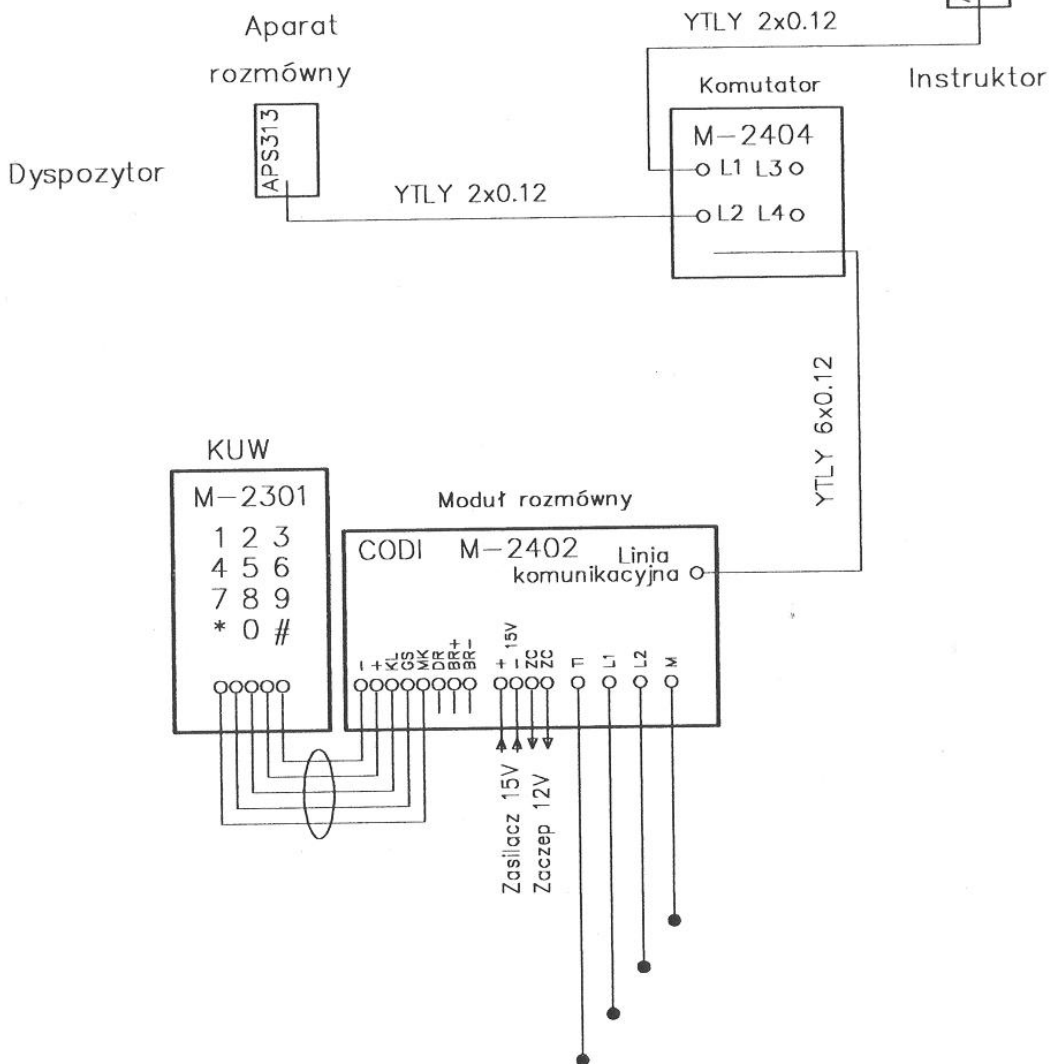 Aparat
rozmówny
APS313
Dyspozytor
YTLY 2x0.12
YTLY 2x0.12
Instruktor
Komutator
M-2404
L1 L3
L2 L4
YTLY 6x0.12
KUW
M-2301
1 2 3
4 5 6
7 8 9
* 0 #
Moduł rozmówny
CODI M-2402
Linia
komunikacyjna
-
+
KL
GS
MK
DR
BR+
BR-
+
- 15V
ZC
ZC
L1
L2
M
Zasilacz 15V
Zaczep 12V